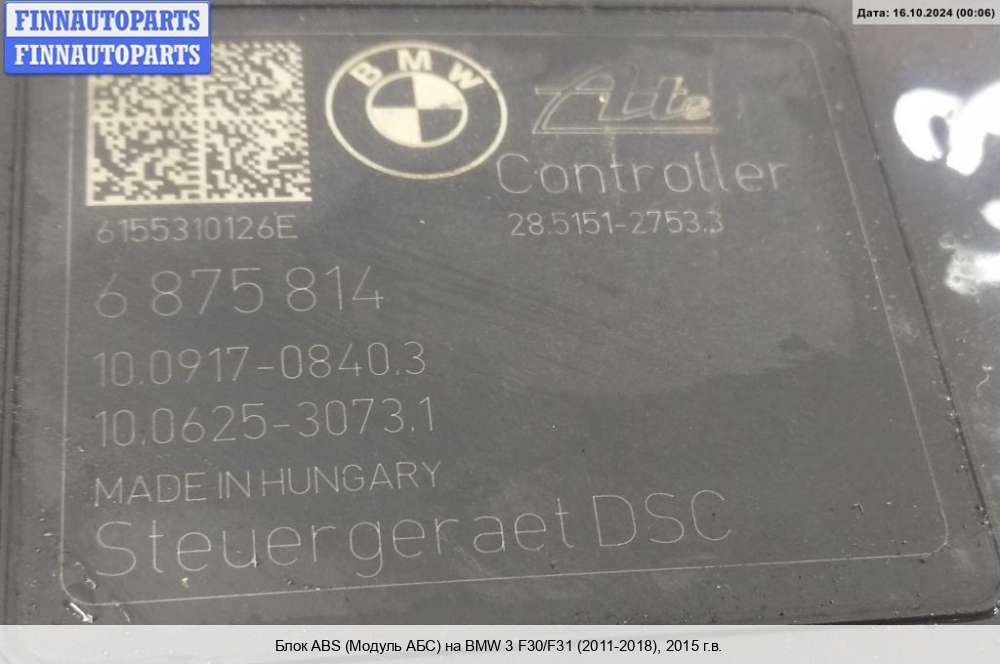 FINNAUTOPARTS
FINNAUTOPARTS
Дата: 16.10.2024 (00:06)
BMW
Ate
Controller
6155310126E
28.5151-2753.3
6 875 814
10.0917-0840.3
10.0625-3073.1
MADE IN HUNGARY
Steuergeraet DSC
Блок ABS (Модуль АБС) на BMW 3 F30/F31 (2011-2018), 2015 г.в.